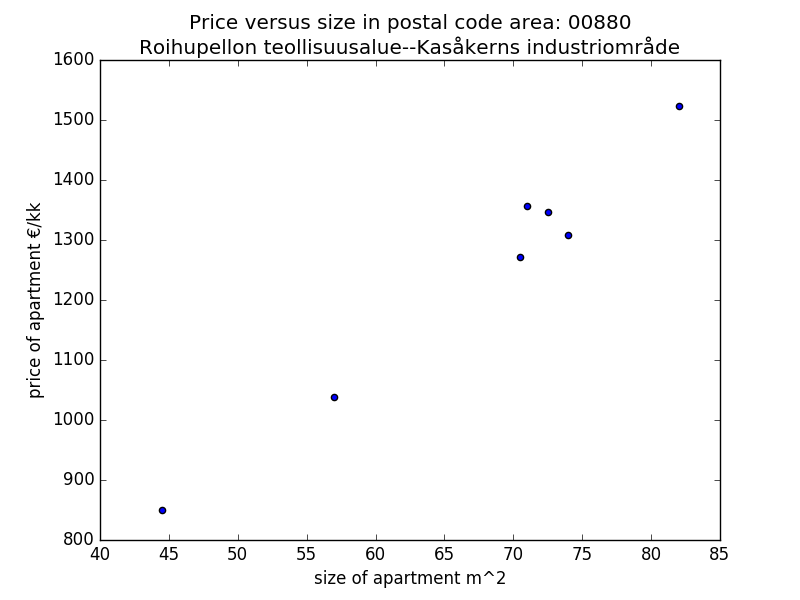 Price versus size in postal code area: 00880
Roihupellon teollisuusalue--Kasåkerns industriområde
1600
1500
1400
1300
1200
1100
1000
900
800
price of apartment €/kk
40 45 50 55 60 65 70 75 80 85
size of apartment m^2